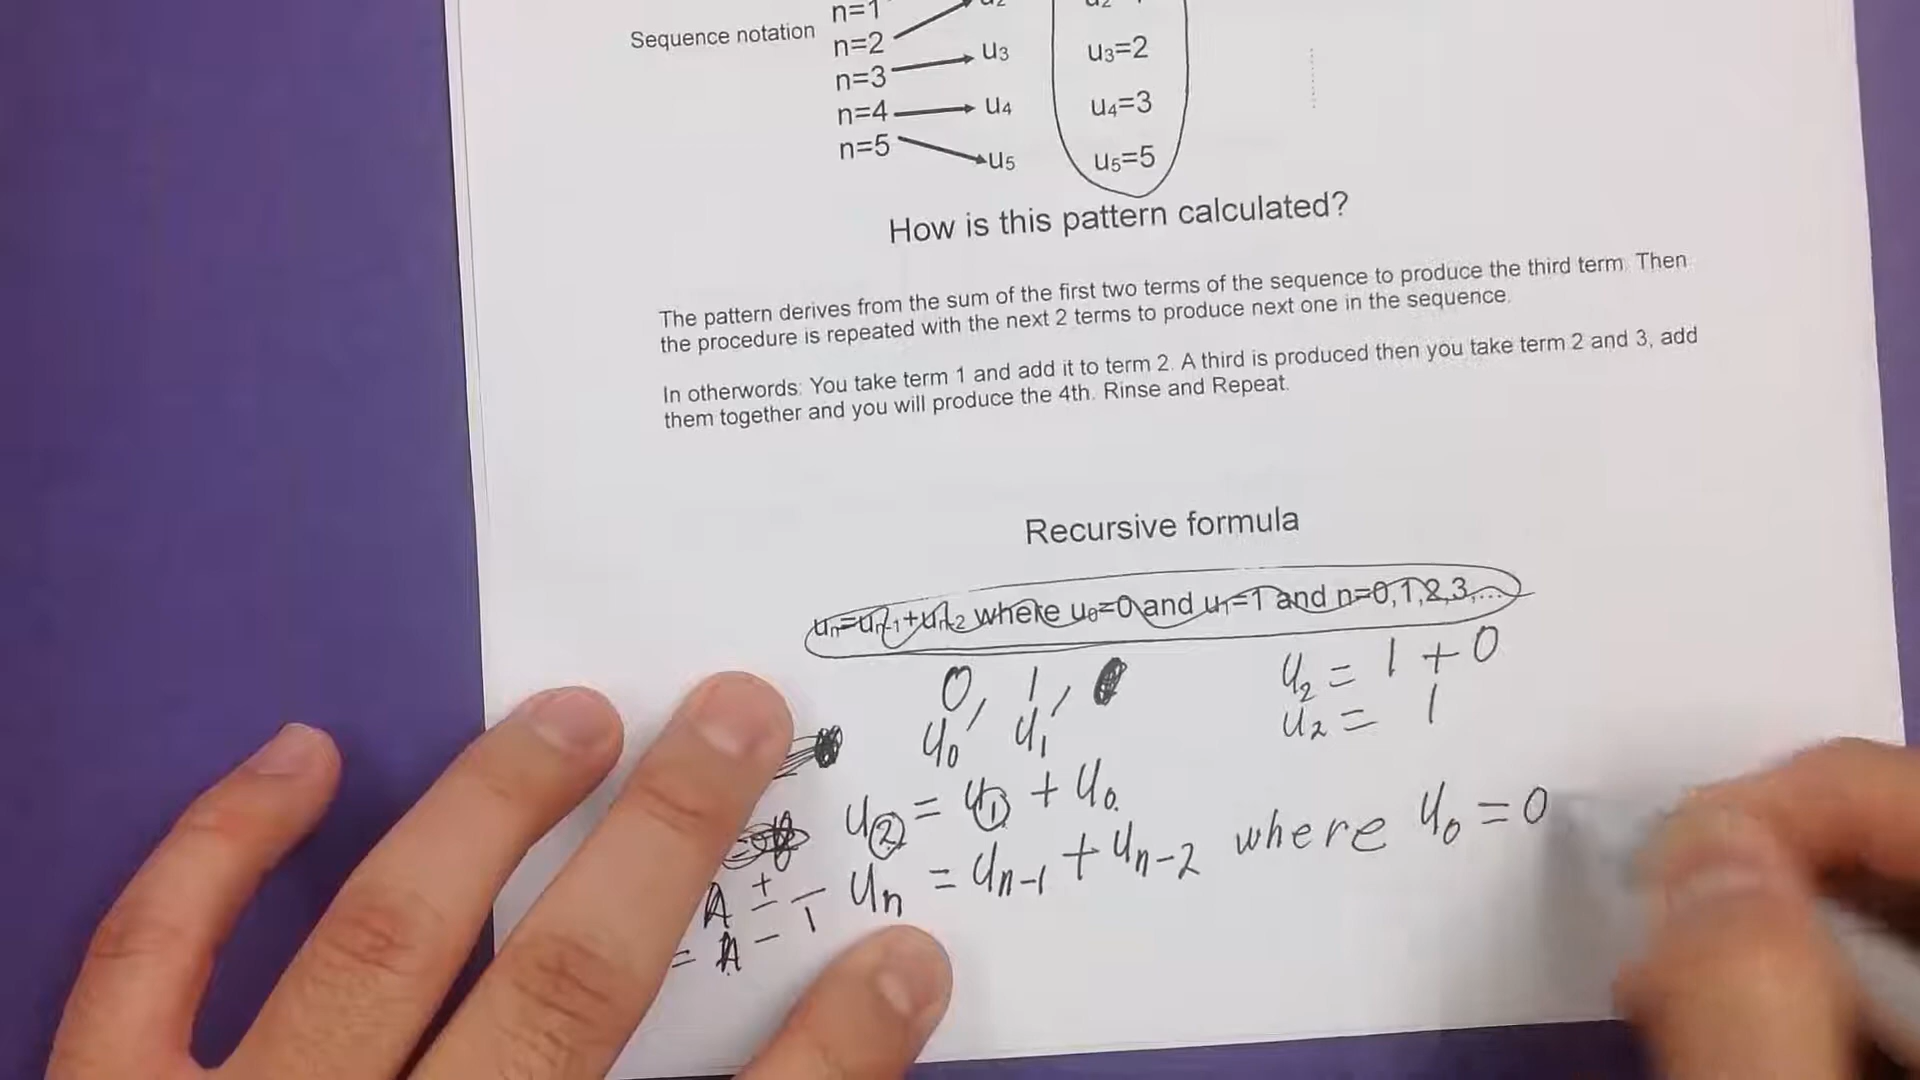 n=1
Sequence notation n=2
n=3 u3 u3=2
n=4 u4 u4=3
n=5 u5 u5=5
How is this pattern calculated?
The pattern derives from the sum of the first two terms of the sequence to produce the third term. Then
the procedure is repeated with the next 2 terms to produce next one in the sequence.
In otherwords: You take term 1 and add it to term 2. A third is produced then you take term 2 and 3, add
them together and you will produce the 4th. Rinse and Repeat.
Recursive formula
un=un-1+un-2 where u0=0 and u1=1 and n=0,1,2,3,...
0, 1, u2 = 1 + 0
u0 u1 u2 = 1
u2 = u1 + u0
un = un-1 + un-2 where u0 = 0